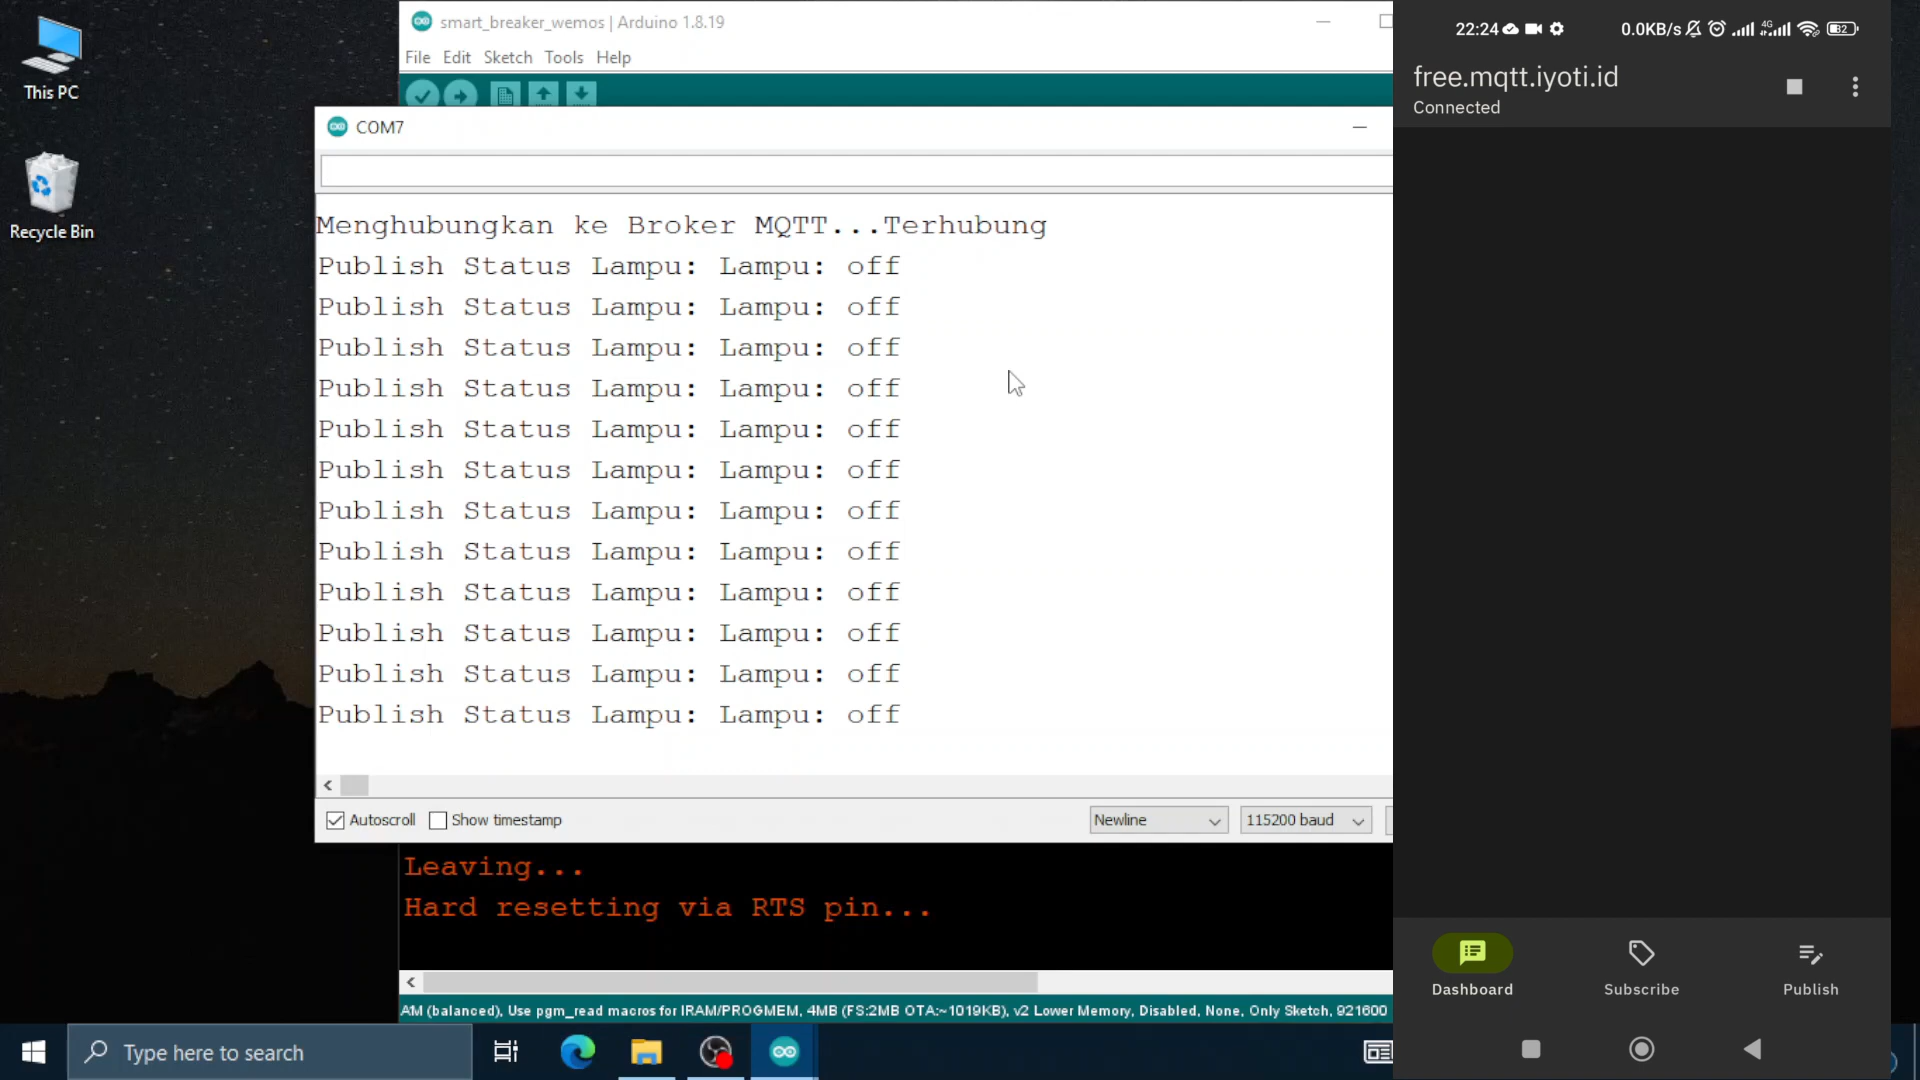 This PC
Recycle Bin
smart_breaker_wemos | Arduino 1.8.19
File Edit Sketch Tools Help
COM7
Menghubungkan ke Broker MQTT...Terhubung
Publish Status Lampu: Lampu: off
Publish Status Lampu: Lampu: off
Publish Status Lampu: Lampu: off
Publish Status Lampu: Lampu: off
Publish Status Lampu: Lampu: off
Publish Status Lampu: Lampu: off
Publish Status Lampu: Lampu: off
Publish Status Lampu: Lampu: off
Publish Status Lampu: Lampu: off
Publish Status Lampu: Lampu: off
Publish Status Lampu: Lampu: off
Publish Status Lampu: Lampu: off
Autoscroll Show timestamp Newline 115200 baud
Leaving...
Hard resetting via RTS pin...
(balanced), Use pgm_read macros for IRAM/PROGMEM, 4MB (FS:2MB OTA:~1019KB), v2 Lower Memory, Disabled, None, Only Sketch, 921600
Type here to search
22:24 0.0KB/s 4G 82
free.mqtt.iyoti.id
Connected
Dashboard Subscribe Publish